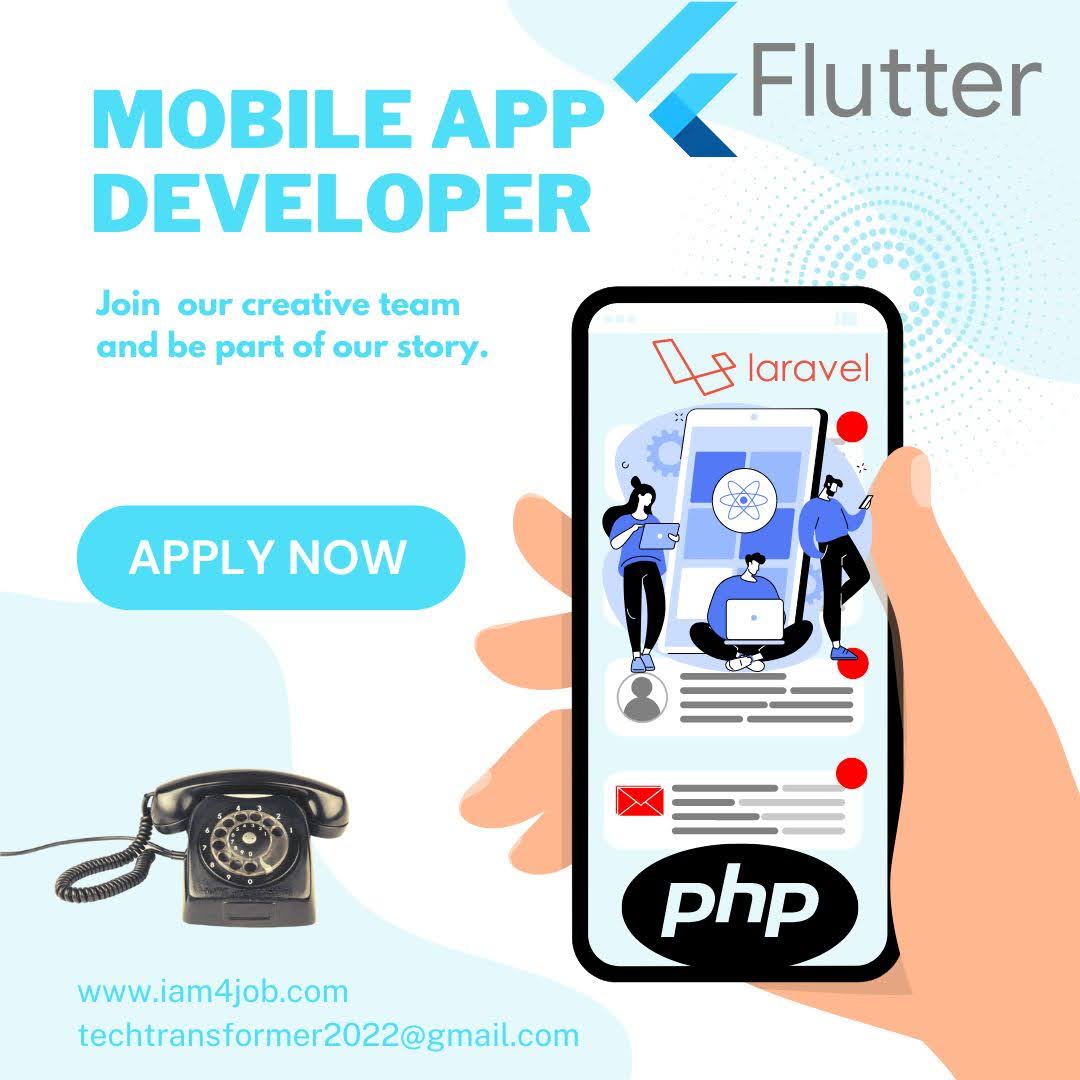 Flutter
MOBILE APP
DEVELOPER
Join our creative team
and be part of our story.
laravel
APPLY NOW
php
www.iam4job.com
techtransformer2022@gmail.com